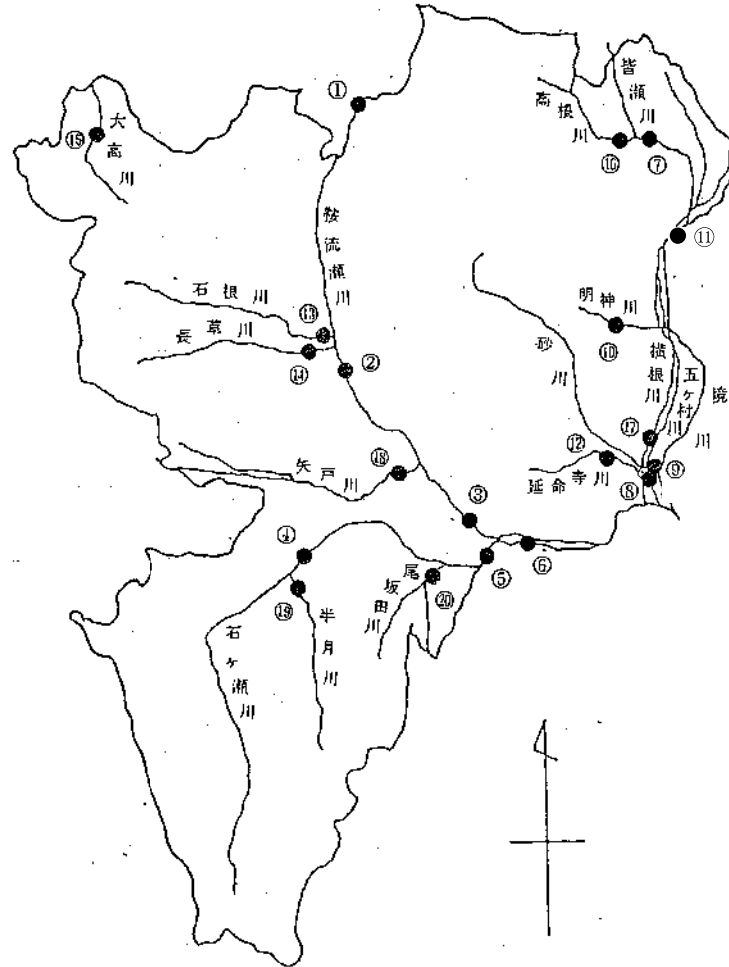 ①
皆瀬川
高根川
⑯
⑦
大高川
⑮
⑪
鞍流瀬川
石根川
⑬
長草川
⑭
②
明神川
⑩
砂川
横根川
五ヶ村川
境川
⑰
⑫
⑨
延命寺川
⑧
矢戸川
⑱
③
④
⑤
⑥
⑲
尾坂田川
⑳
半月川
石ヶ瀬川